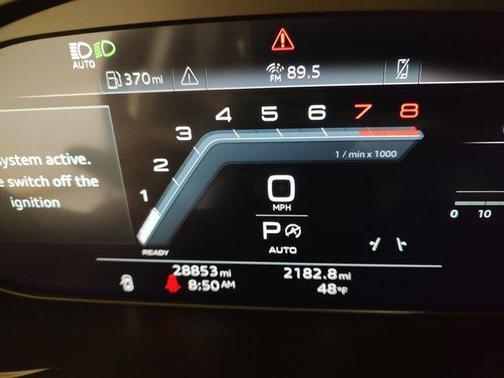 AUTO
370 mi
FM 89.5
1 2 3 4 5 6 7 8
1 / min x 1000
system active.
e switch off the
ignition
0
MPH
P
AUTO
READY
0 10
28853 mi
2182.8 mi
8:50 AM
48°F